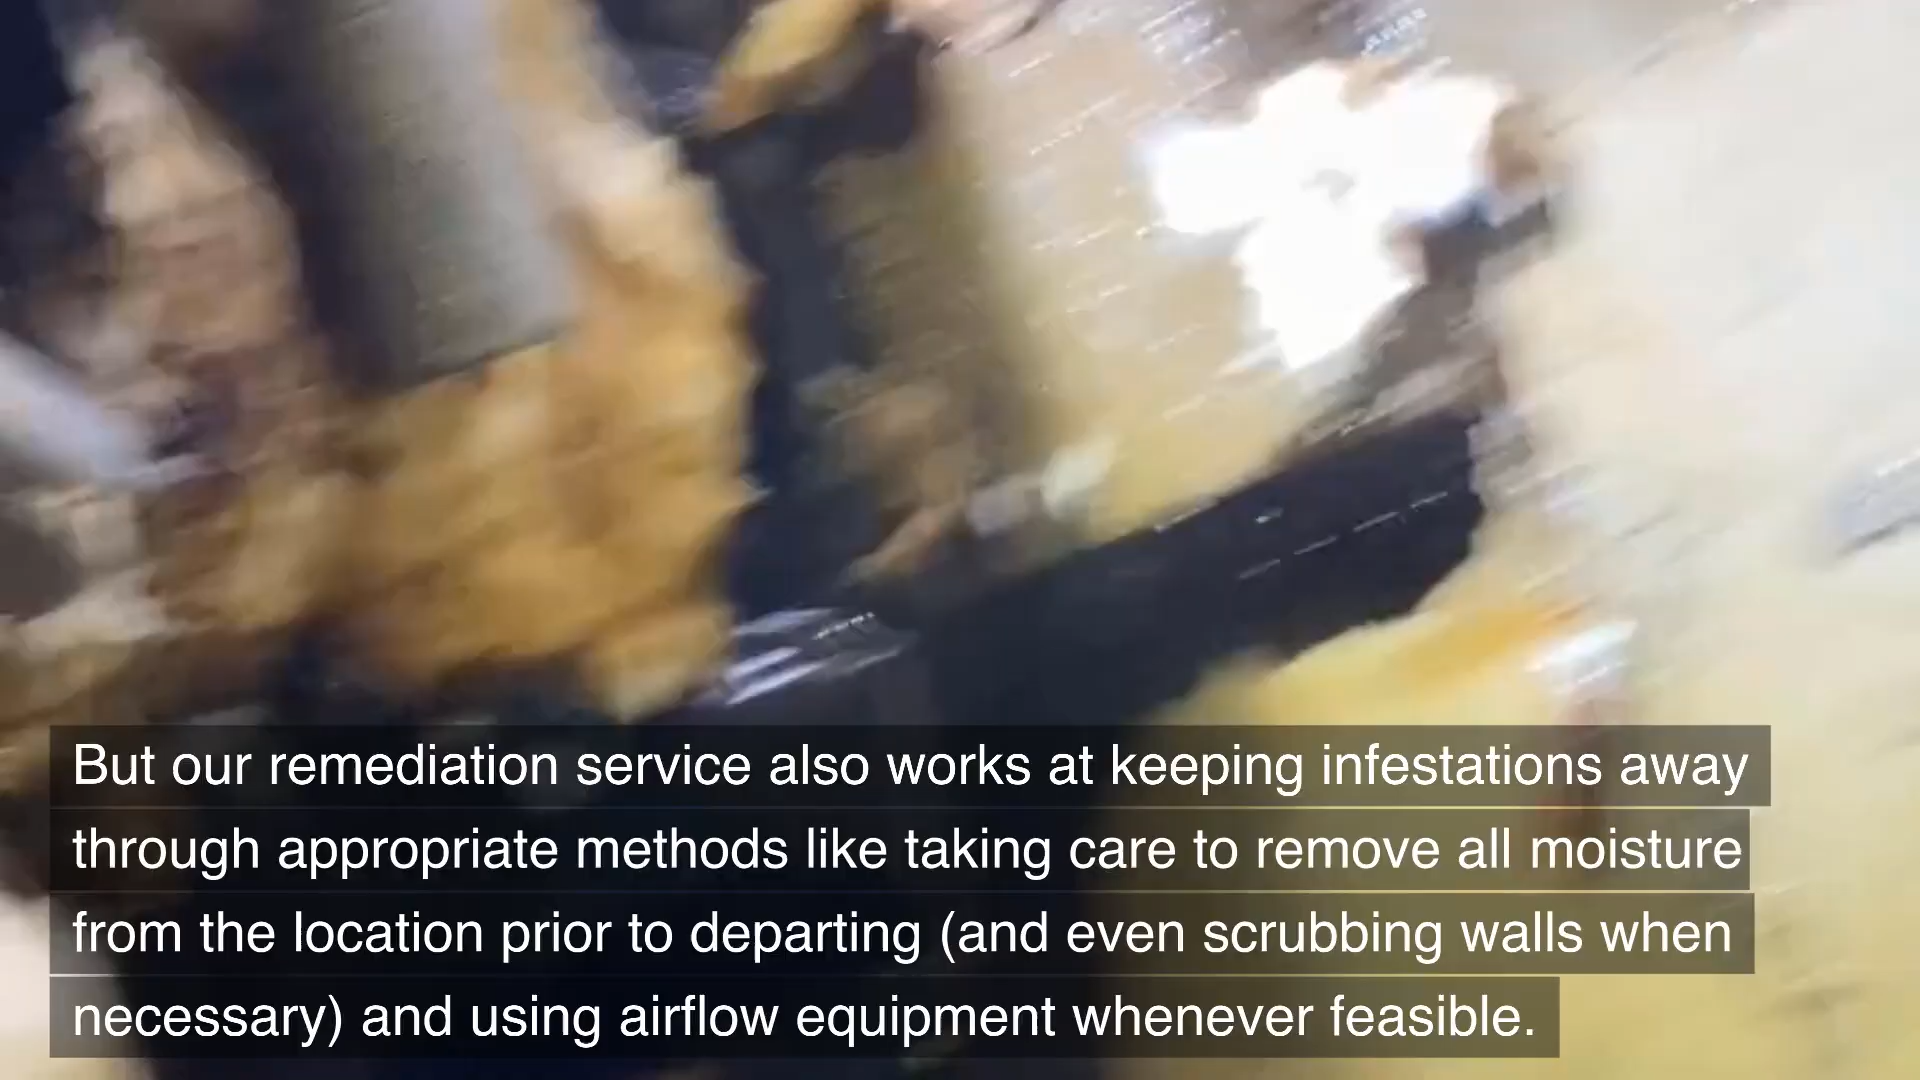 But our remediation service also works at keeping infestations away
through appropriate methods like taking care to remove all moisture
from the location prior to departing (and even scrubbing walls when
necessary) and using airflow equipment whenever feasible.